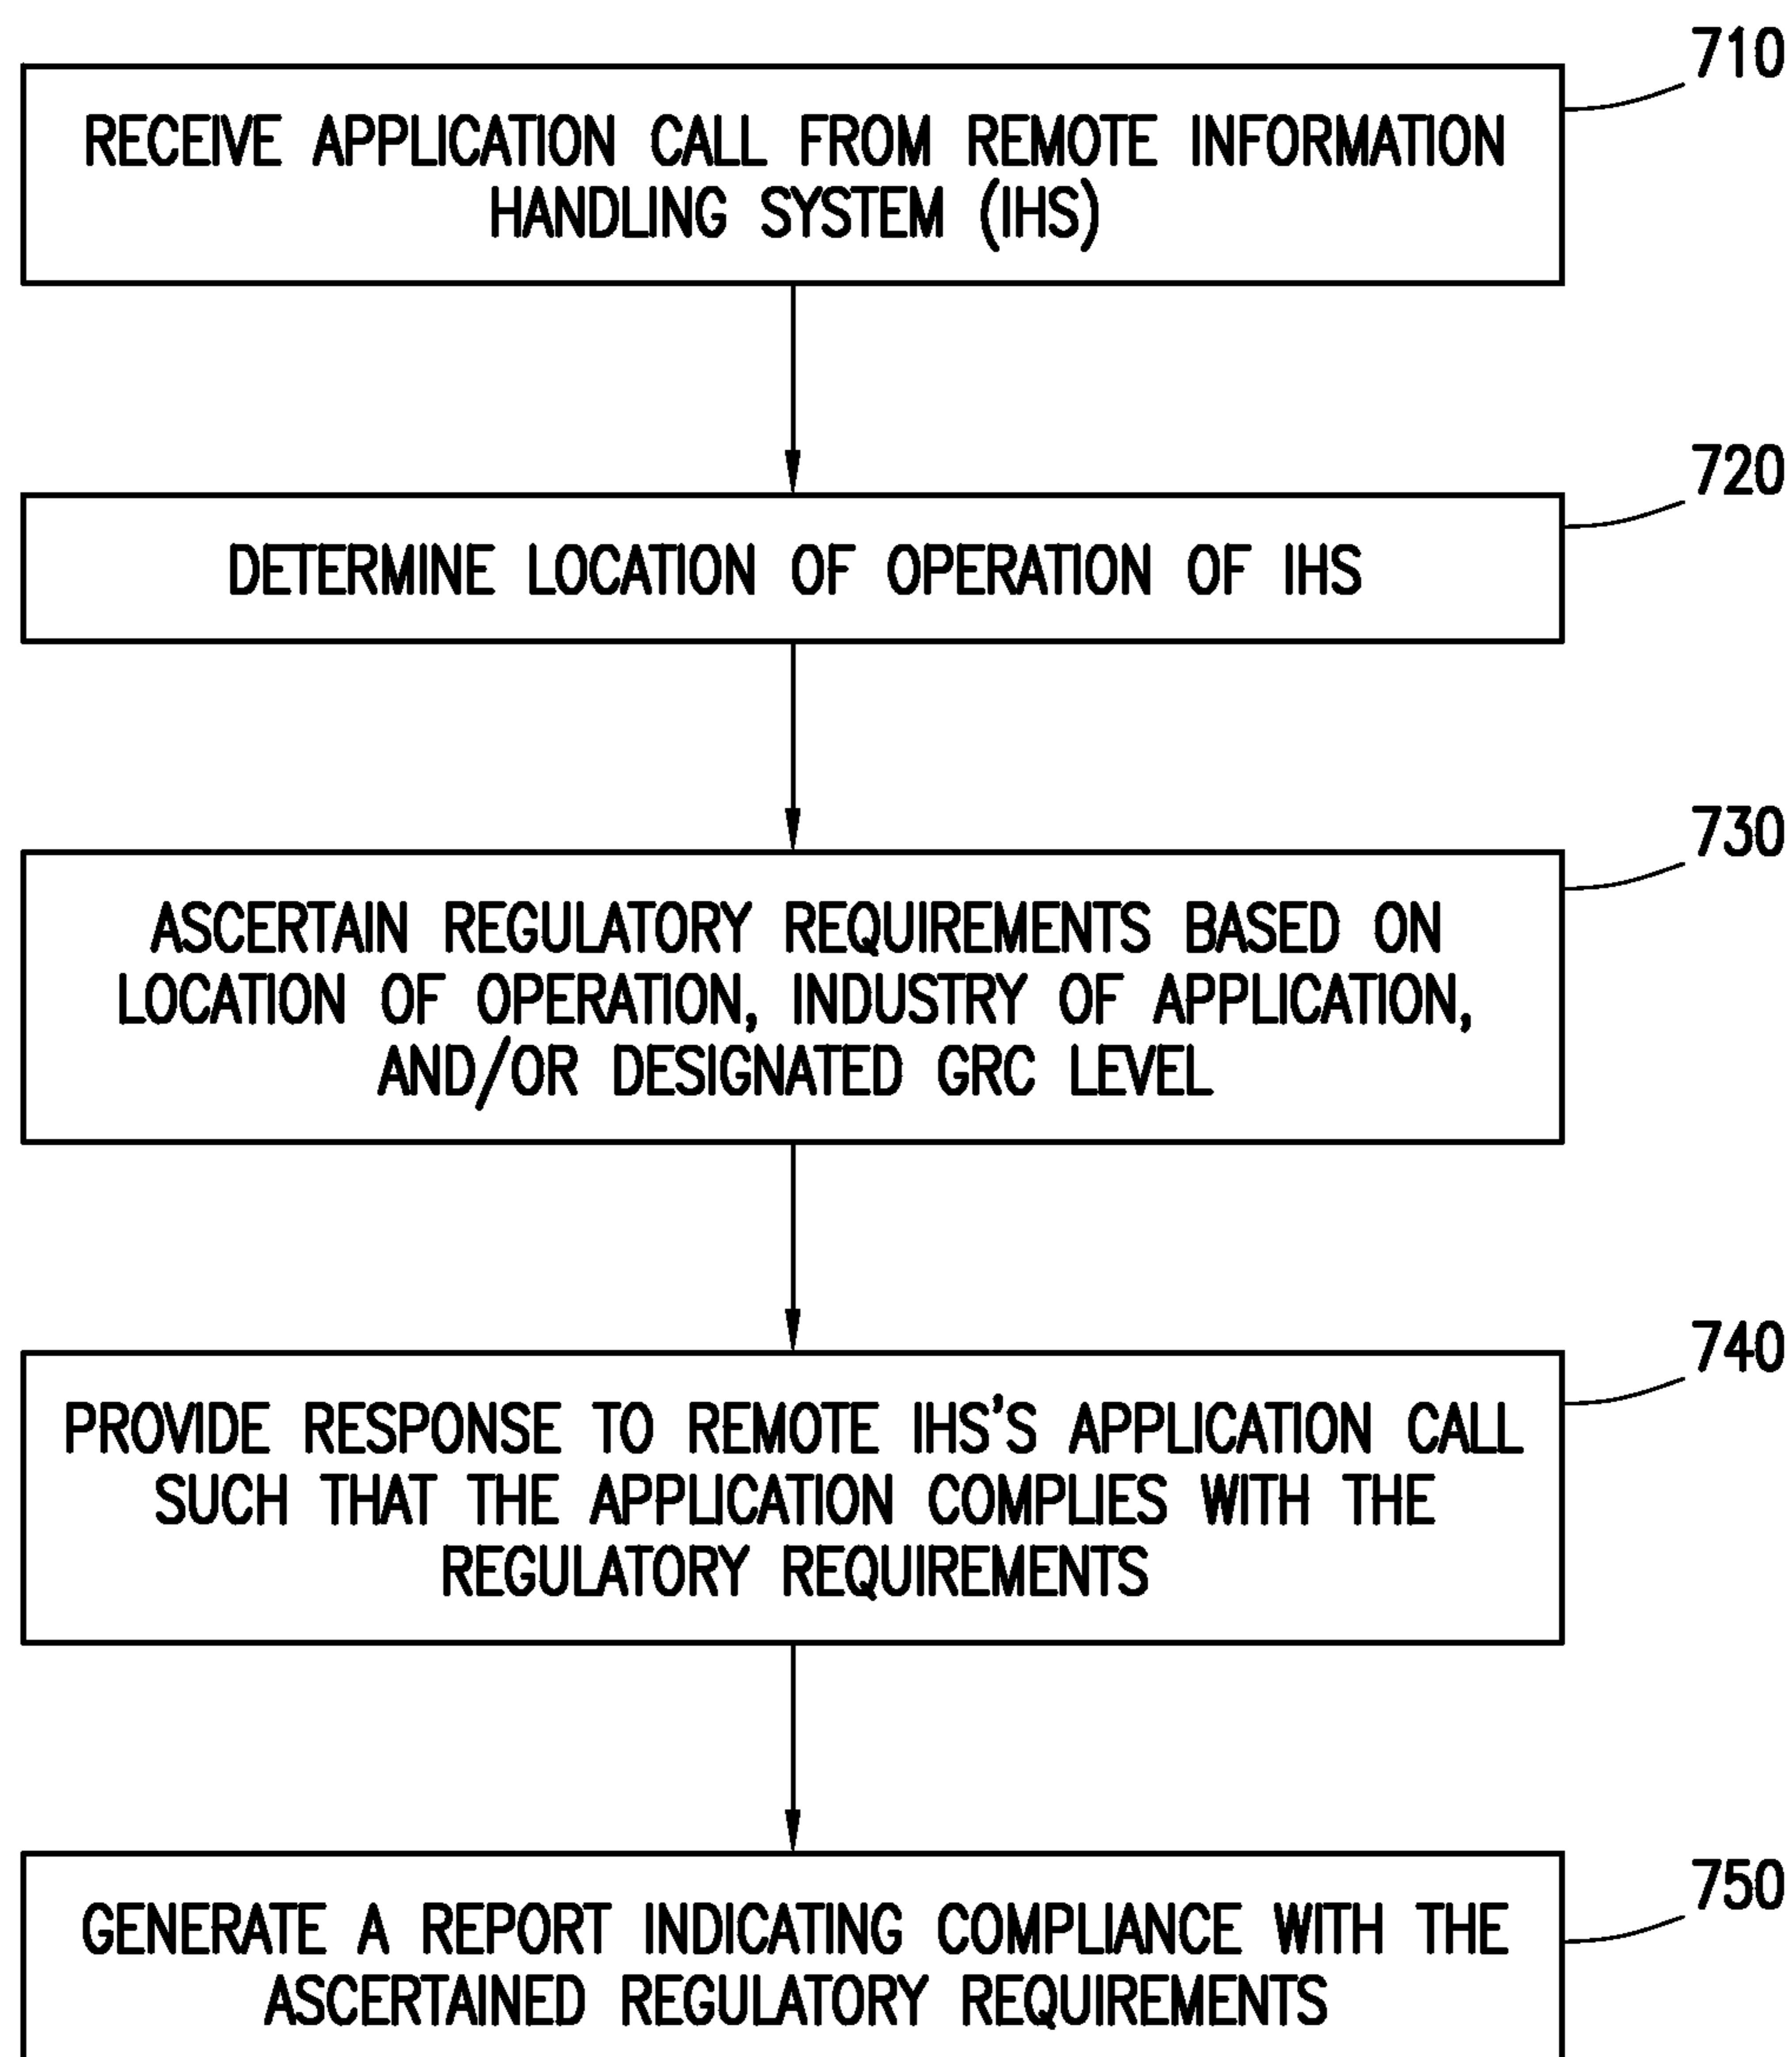 710
RECEIVE APPLICATION CALL FROM REMOTE INFORMATION
HANDLING SYSTEM (IHS)
720
DETERMINE LOCATION OF OPERATION OF IHS
730
ASCERTAIN REGULATORY REQUIREMENTS BASED ON
LOCATION OF OPERATION, INDUSTRY OF APPLICATION,
AND/OR DESIGNATED GRC LEVEL
740
PROVIDE RESPONSE TO REMOTE IHS'S APPLICATION CALL
SUCH THAT THE APPLICATION COMPLIES WITH THE
REGULATORY REQUIREMENTS
750
GENERATE A REPORT INDICATING COMPLIANCE WITH THE
ASCERTAINED REGULATORY REQUIREMENTS